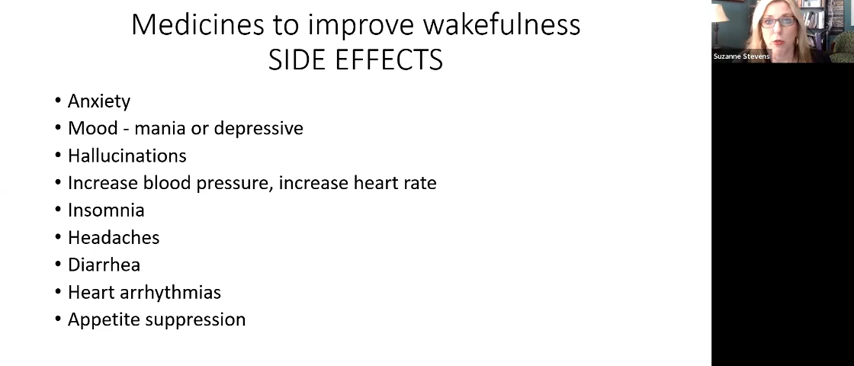 Medicines to improve wakefulness
SIDE EFFECTS
• Anxiety
• Mood - mania or depressive
• Hallucinations
• Increase blood pressure, increase heart rate
• Insomnia
• Headaches
• Diarrhea
• Heart arrhythmias
• Appetite suppression
Suzanne Stevens